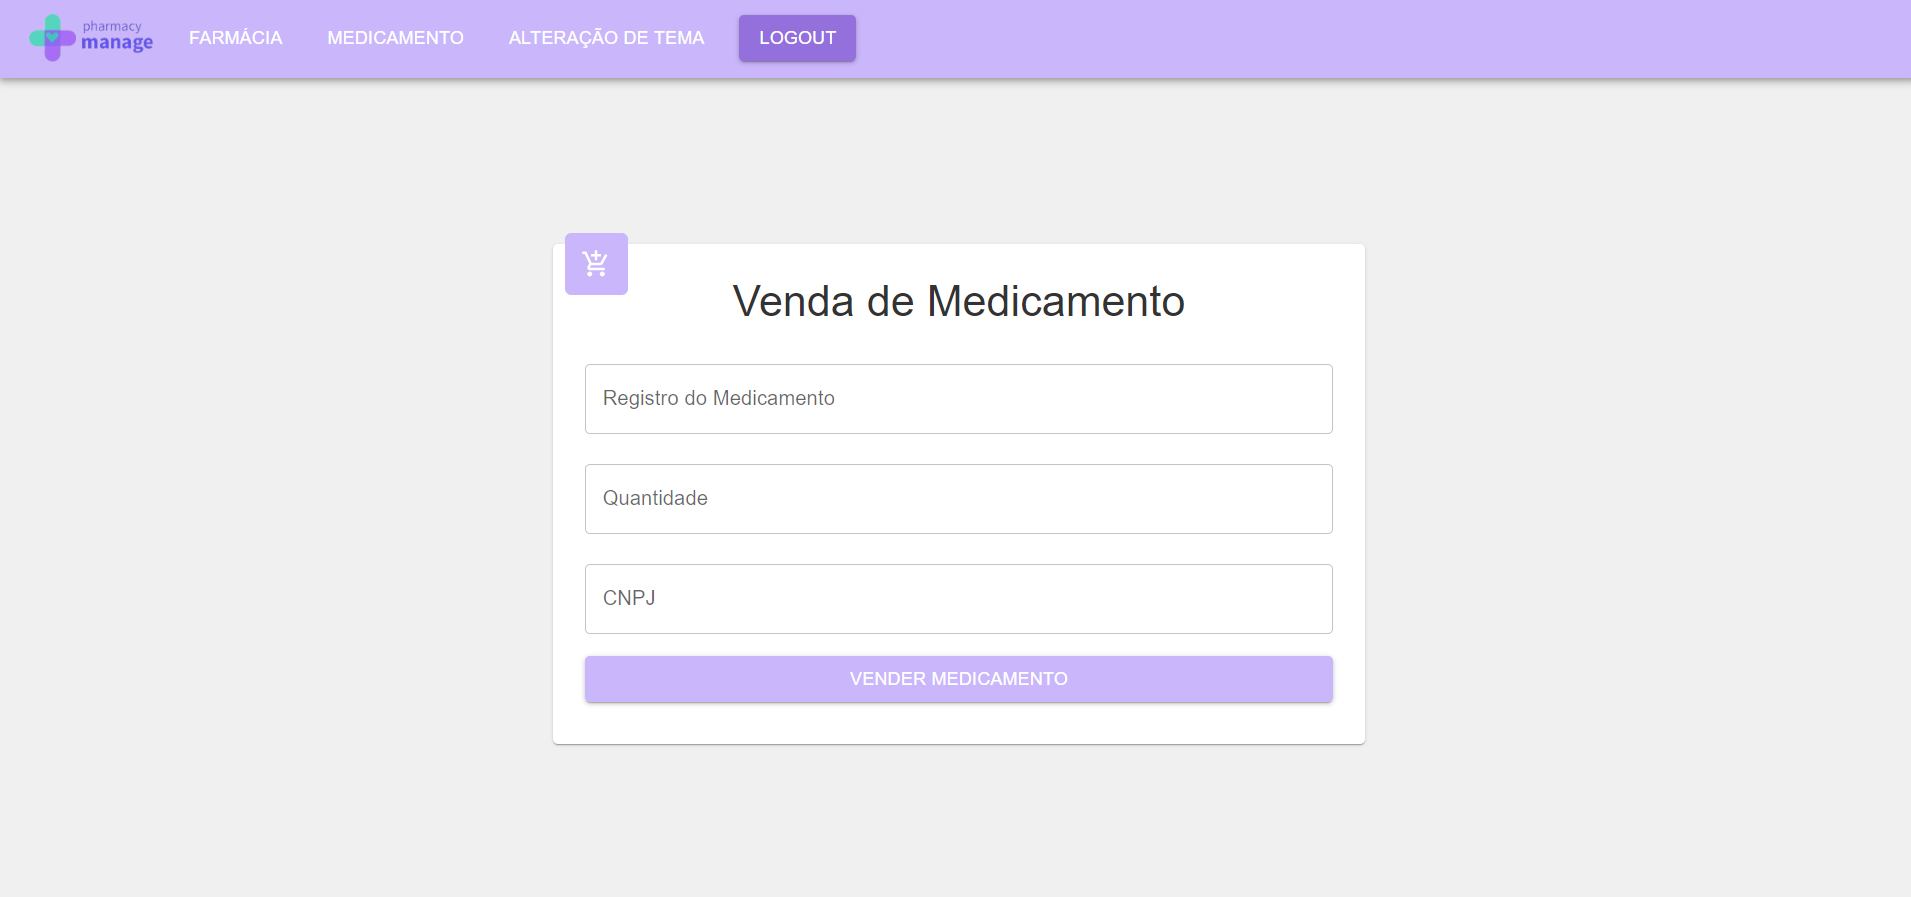 pharmacy
manage
FARMÁCIA
MEDICAMENTO
ALTERAÇÃO DE TEMA
LOGOUT
Venda de Medicamento
Registro do Medicamento
Quantidade
CNPJ
VENDER MEDICAMENTO